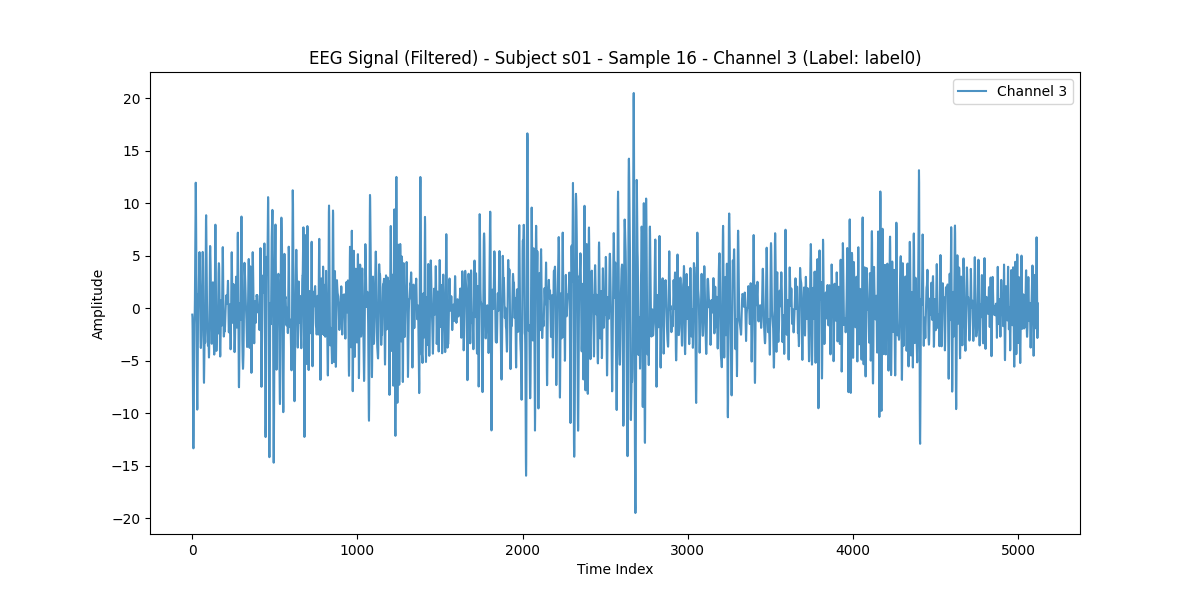 EEG Signal (Filtered) - Subject s01 - Sample 16 - Channel 3 (Label: label0)
Channel 3
20
15
10
5
0
−5
−10
−15
−20
Amplitude
0 1000 2000 3000 4000 5000
Time Index